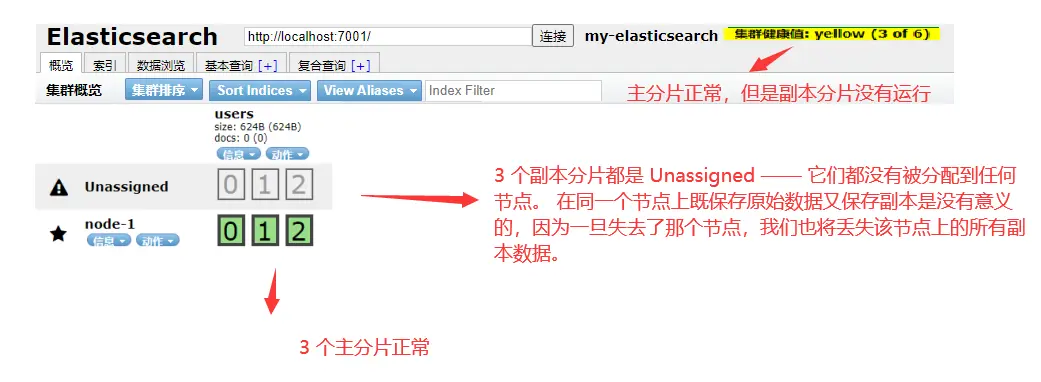 Elasticsearch http://localhost:7001/ 连接 my-elasticsearch 集群健康值: yellow (3 of 6)
概览 索引 数据浏览 基本查询 [+] 复合查询 [+]
集群概览 集群排序 Sort Indices View Aliases Index Filter
主分片正常，但是副本分片没有运行
users
size: 624B (624B)
docs: 0 (0)
信息 动作
Unassigned 0 1 2
3 个副本分片都是 Unassigned —— 它们都没有被分配到任何
节点。 在同一个节点上既保存原始数据又保存副本是没有意义
的，因为一旦失去了那个节点，我们也将丢失该节点上的所有副
本数据。
node-1 0 1 2
信息 动作
3 个主分片正常